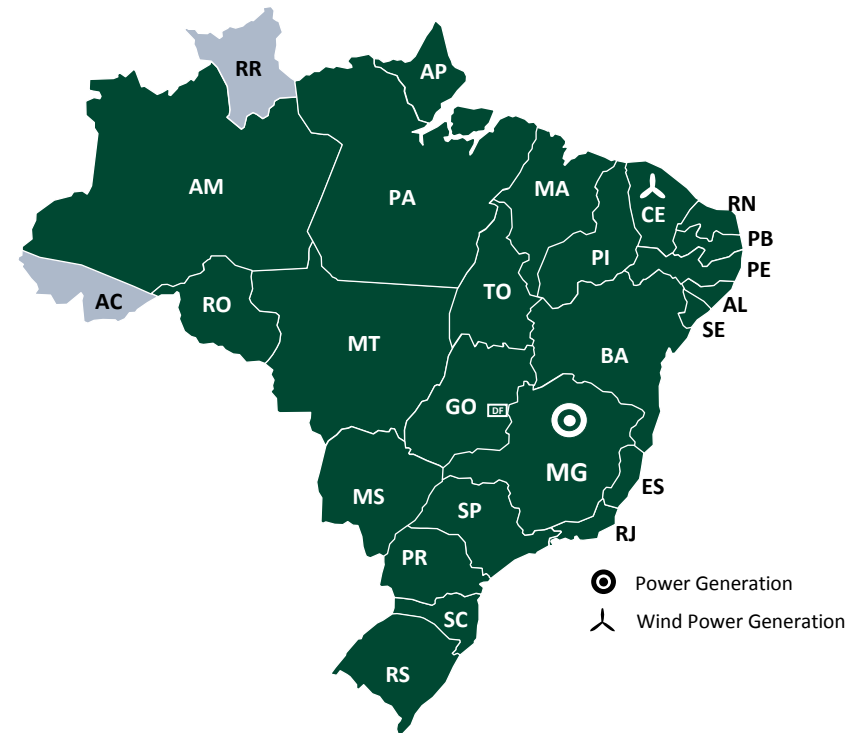 RR
AP
AM
PA
MA
CE
RN
PB
PI
PE
TO
AC
RO
AL
SE
MT
BA
GO
DF
MG
MS
ES
SP
RJ
PR
Power Generation
SC
Wind Power Generation
RS